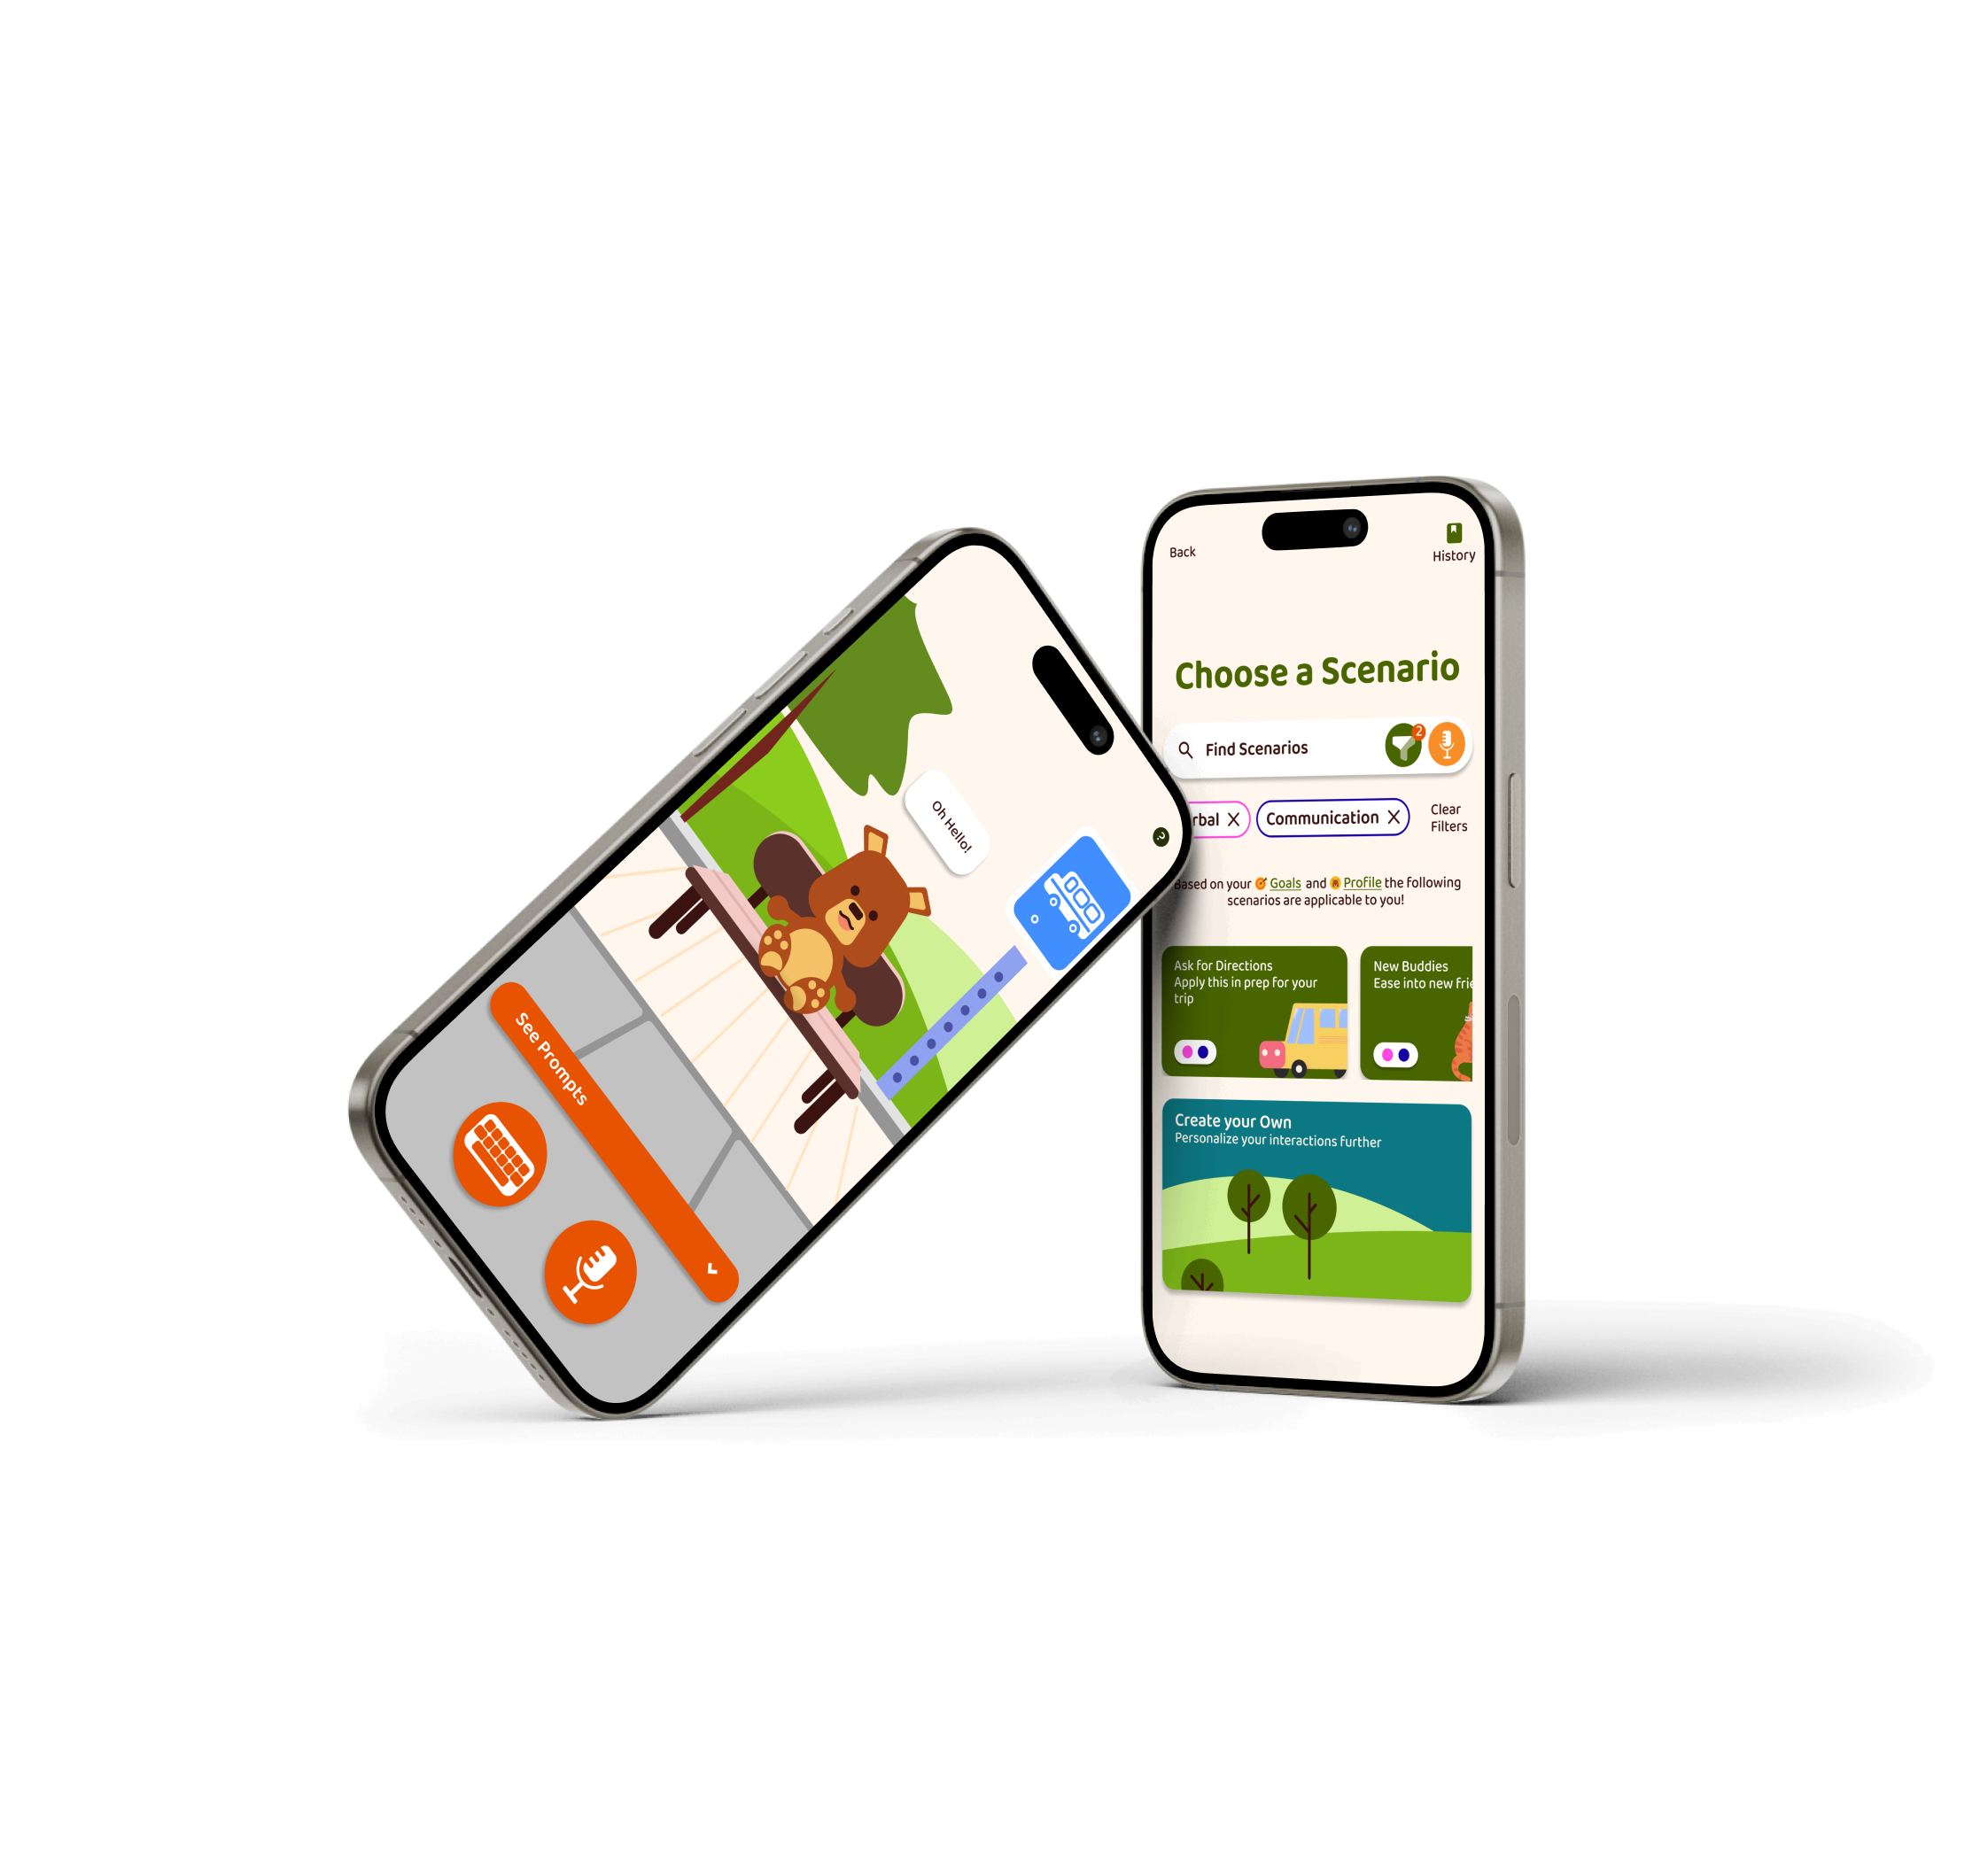 Oh Hello!
?
See Prompts
Back
History
Choose a Scenario
Find Scenarios
2
rbal X
Communication X
Clear
Filters
Based on your Goals and Profile the following
scenarios are applicable to you!
Ask for Directions
Apply this in prep for your
trip
New Buddies
Ease into new frie
Create your Own
Personalize your interactions further